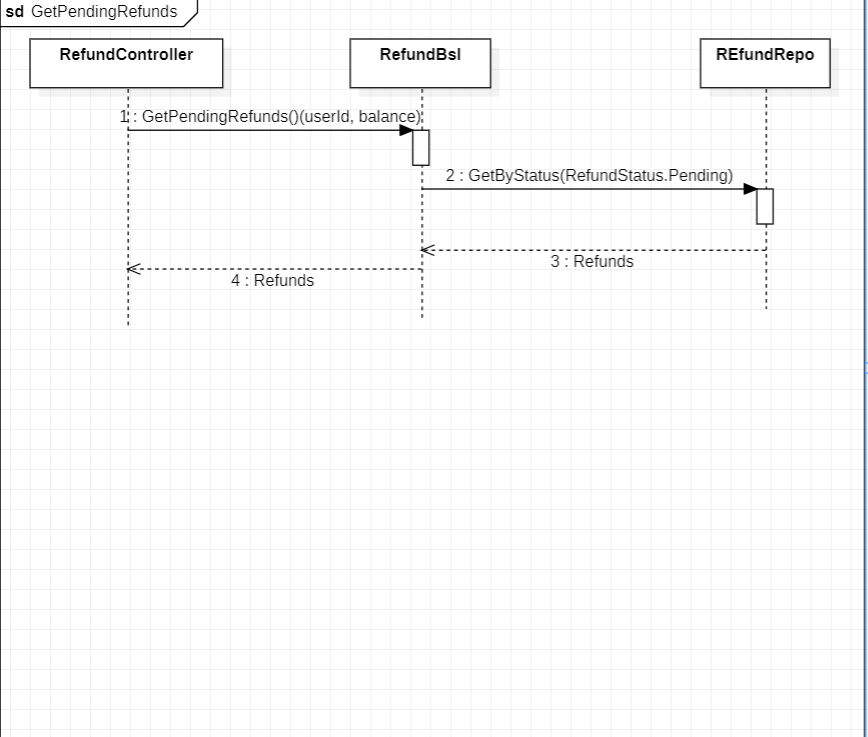 sd GetPendingRefunds
RefundController
RefundBsl
REfundRepo
1 : GetPendingRefunds()(userId, balance)
2 : GetByStatus(RefundStatus.Pending)
3 : Refunds
4 : Refunds